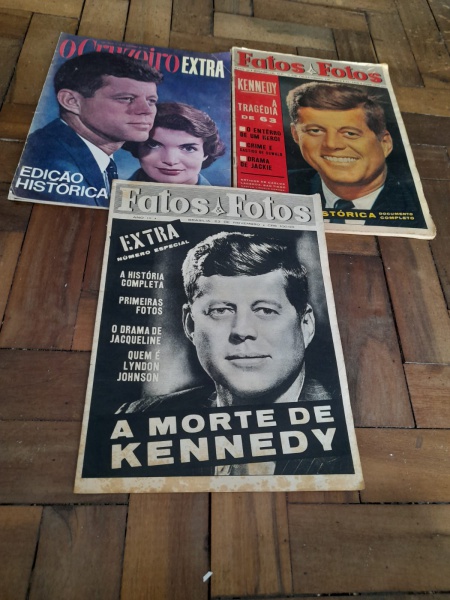 O Cruzeiro EXTRA
EDIÇÃO
HISTÓRICA
Fatos & Fotos
KENNEDY
A
TRAGÉDIA
DE 63
O ENTÊRRO
DE UM HERÓI
CRIME X
DRAMA
DE JACKIE
HISTÓRICA DOCUMENTO
COMPLETO
Fatos & Fotos
EXTRA
NÚMERO ESPECIAL
A HISTÓRIA
COMPLETA
PRIMEIRAS
FOTOS
O DRAMA DE
JACQUELINE
QUEM É
LYNDON
JOHNSON
A MORTE DE
KENNEDY